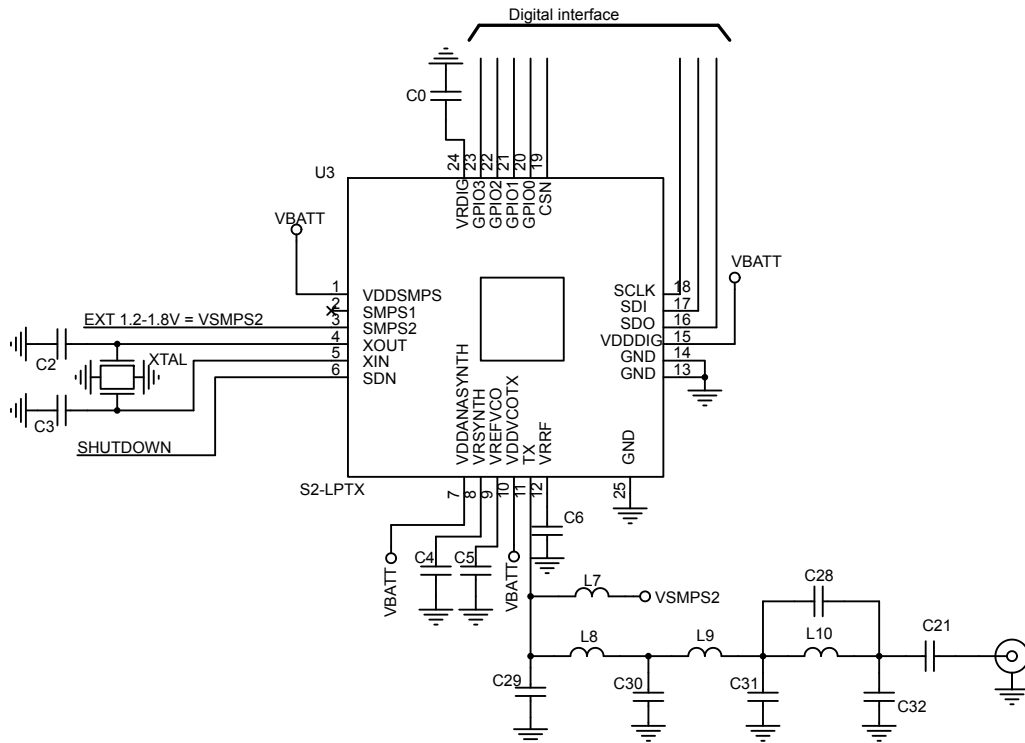 Digital interface
C0
24
23
22
21
20
19
U3
VRDIG
GPIO3
GPIO2
GPIO1
GPIO0
CSN
VBATT
VBATT
1
VDDSMPS
SCLK
18
2
SMPS1
SDI
17
EXT 1.2-1.8V = VSMPS2
3
SMPS2
SDO
16
4
XOUT
VDDDIG
15
C2
XTAL
5
XIN
GND
14
6
SDN
GND
13
C3
SHUTDOWN
VDDANASYNTH
VRSYNTH
VREFVCO
VDDVCOTX
TX
VRRF
GND
S2-LPTX
7
8
9
10
11
12
25
C6
C4
C5
VBATT
VBATT
L7
VSMPS2
C28
L8
L9
L10
C21
C29
C30
C31
C32